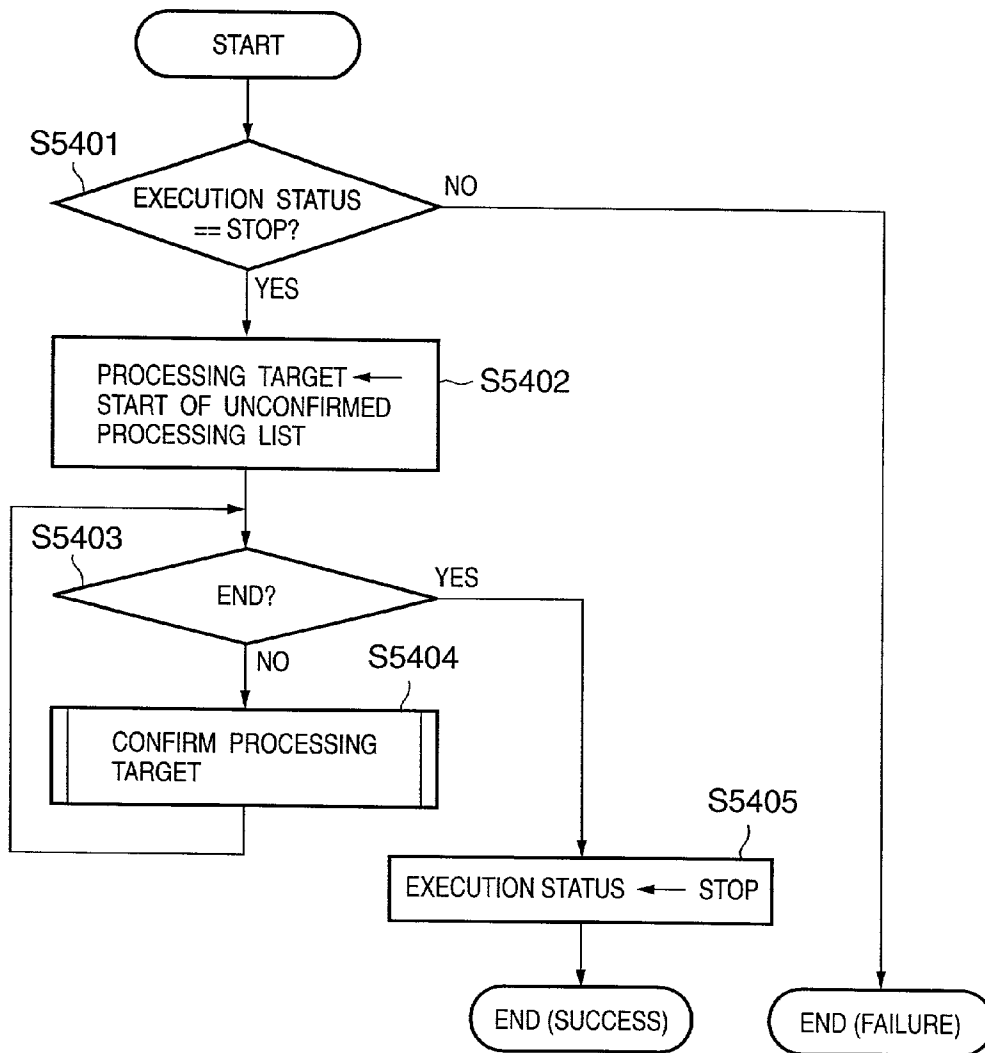 START
S5401
EXECUTION STATUS
== STOP?
NO
YES
PROCESSING TARGET ←
START OF UNCONFIRMED
PROCESSING LIST
S5402
S5403
END?
YES
NO
S5404
CONFIRM PROCESSING
TARGET
S5405
EXECUTION STATUS ← STOP
END (SUCCESS)
END (FAILURE)